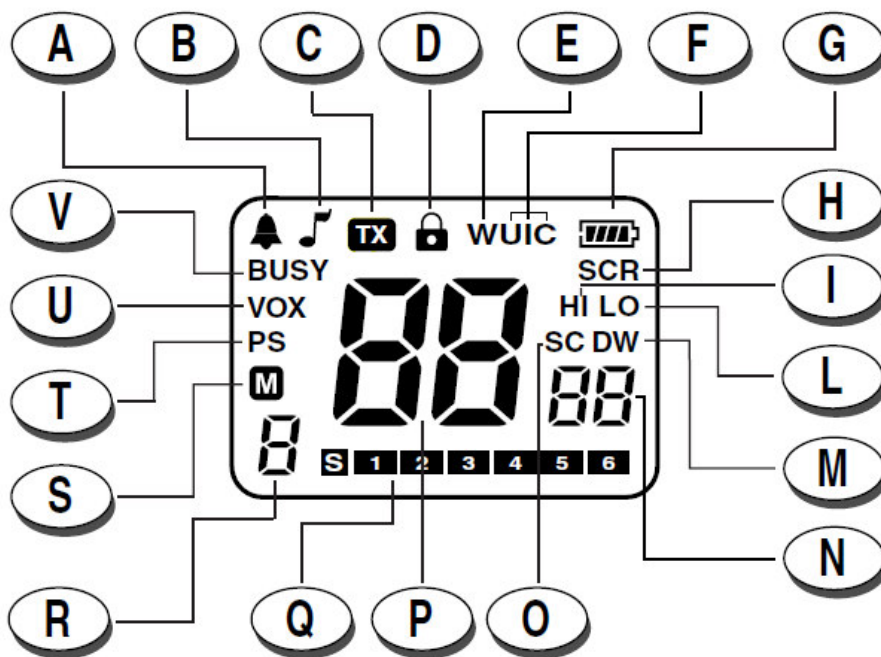 A B C D E F G
TX WUIC
V BUSY SCR H
U VOX HI LO I
T PS SC DW L
S M 88 88 M
8 S 1 2 3 4 5 6 N
R Q P O